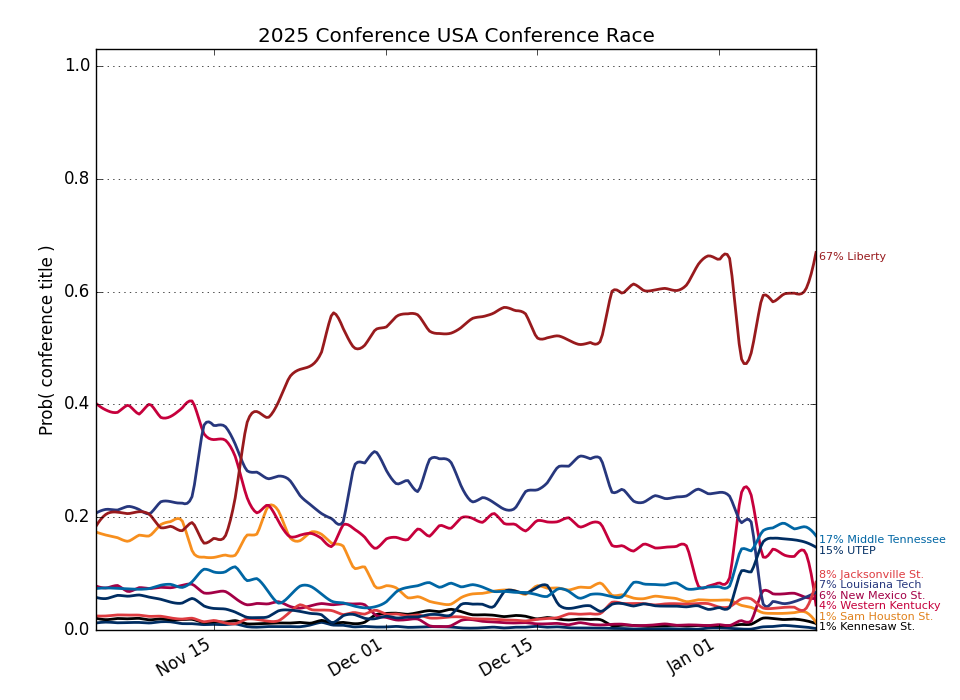 2025 Conference USA Conference Race
Prob( conference title )
1.0
0.8
0.6
0.4
0.2
0.0
Nov 15
Dec 01
Dec 15
Jan 01
67% Liberty
17% Middle Tennessee
15% UTEP
8% Jacksonville St.
7% Louisiana Tech
6% New Mexico St.
4% Western Kentucky
1% Sam Houston St.
1% Kennesaw St.